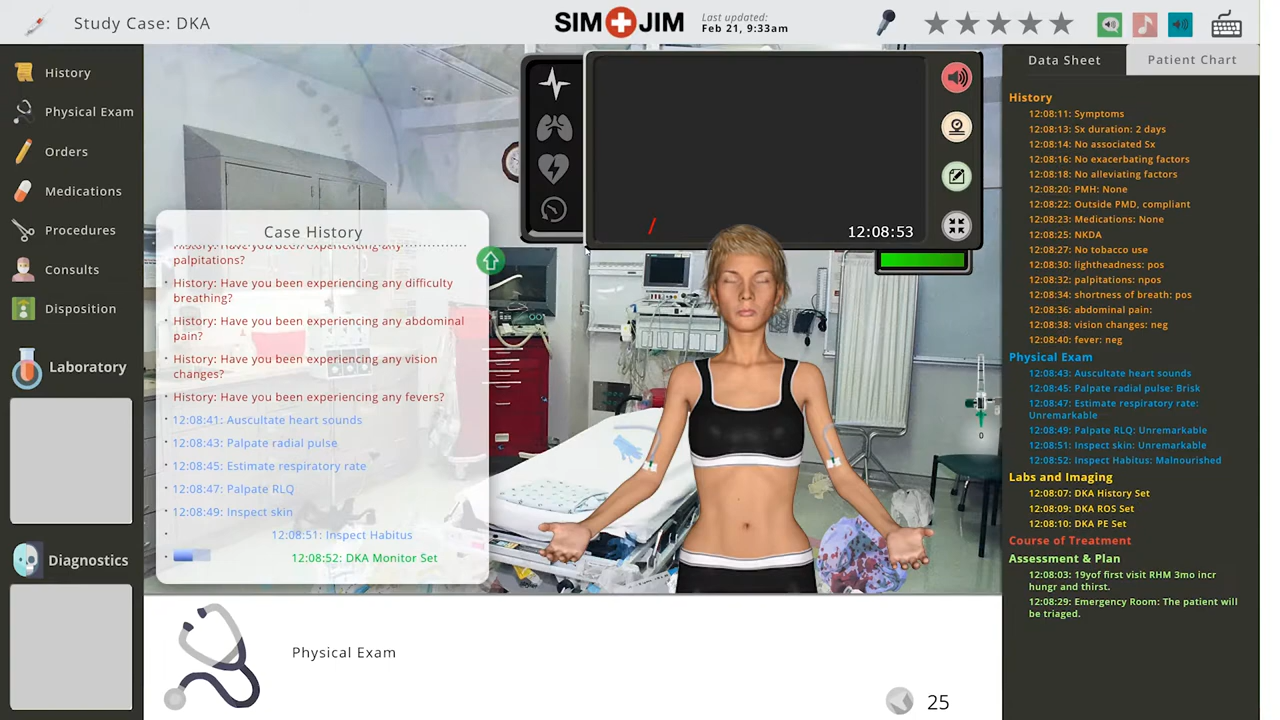 Study Case: DKA
SIM JIM
Last updated:
Feb 21, 9:33am
History
Physical Exam
Orders
Medications
Procedures
Consults
Disposition
Laboratory
Diagnostics
12:08:53
0
Case History
History: Have you been experiencing any
palpitations?
History: Have you been experiencing any difficulty
breathing?
History: Have you been experiencing any abdominal
pain?
History: Have you been experiencing any vision
changes?
History: Have you been experiencing any fevers?
12:08:41: Auscultate heart sounds
12:08:43: Palpate radial pulse
12:08:45: Estimate respiratory rate
12:08:47: Palpate RLQ
12:08:49: Inspect skin
12:08:51: Inspect Habitus
12:08:52: DKA Monitor Set
Physical Exam
25
Data Sheet
Patient Chart
History
12:08:11: Symptoms
12:08:13: Sx duration: 2 days
12:08:14: No associated Sx
12:08:16: No exacerbating factors
12:08:18: No alleviating factors
12:08:20: PMH: None
12:08:22: Outside PMD, compliant
12:08:23: Medications: None
12:08:25: NKDA
12:08:27: No tobacco use
12:08:30: lightheadness: pos
12:08:32: palpitations: npos
12:08:34: shortness of breath: pos
12:08:36: abdominal pain:
12:08:38: vision changes: neg
12:08:40: fever: neg
Physical Exam
12:08:43: Auscultate heart sounds
12:08:45: Palpate radial pulse: Brisk
12:08:47: Estimate respiratory rate:
Unremarkable
12:08:49: Palpate RLQ: Unremarkable
12:08:51: Inspect skin: Unremarkable
12:08:52: Inspect Habitus: Malnourished
Labs and Imaging
12:08:07: DKA History Set
12:08:09: DKA ROS Set
12:08:10: DKA PE Set
Course of Treatment
Assessment & Plan
12:08:03: 19yof first visit RHM 3mo incr
hungr and thirst.
12:08:29: Emergency Room: The patient will
be triaged.